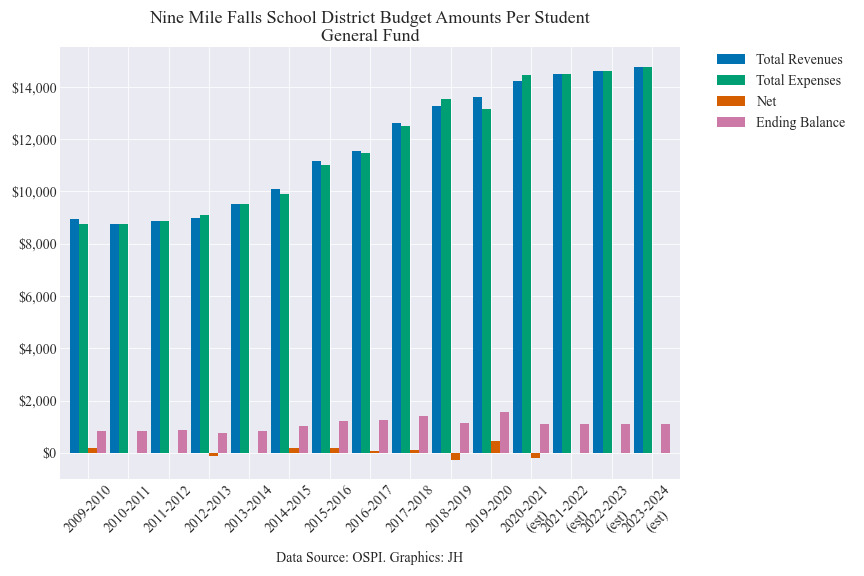 Nine Mile Falls School District Budget Amounts Per Student
General Fund
Total Revenues
Total Expenses
Net
Ending Balance
$14,000
$12,000
$10,000
$8,000
$6,000
$4,000
$2,000
$0
2009-2010
2010-2011
2011-2012
2012-2013
2013-2014
2014-2015
2015-2016
2016-2017
2017-2018
2018-2019
2019-2020
2020-2021
(est)
2021-2022
(est)
2022-2023
(est)
2023-2024
(est)
Data Source: OSPI. Graphics: JH